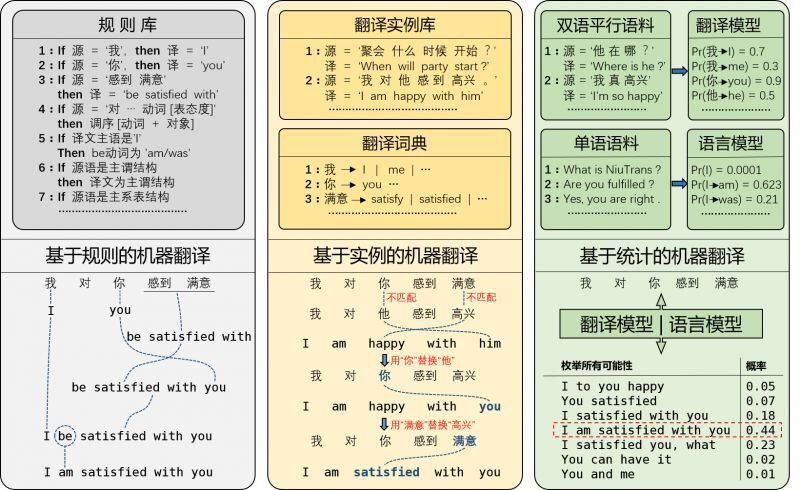 规 则 库
1：If 源 = ‘我’, then 译 = ‘I’
2：If 源 = ‘你’, then 译 = ‘you’
3：If 源 = ‘感到 满意’
then 译 = ‘be satisfied with’
4：If 源 = ‘对 … 动词 [表态度]’
then 调序 [动词 + 对象]
5：If 译文主语是‘I’
Then be动词为 ‘am/was’
6：If 源语是主谓结构
then 译文为主谓结构
7：If 源语是主系表结构
基于规则的机器翻译
我 对 你 感到 满意
I you
be satisfied with
be satisfied with you
I be satisfied with you
I am satisfied with you
翻译实例库
1：源 = ‘聚会 什么 时候 开始 ？’
译 = ‘When will party start ?’
2：源 = ‘我 对 他 感到 高兴 。’
译 = ‘I am happy with him’
翻译词典
1：我 → I | me | …
2：你 → you …
3：满意 → satisfy | satisfied | …
基于实例的机器翻译
我 对 你 感到 满意
不匹配 不匹配
我 对 他 感到 高兴
I am happy with him
用“你”替换“他”
我 对 你 感到 高兴
I am happy with you
用“满意”替换“高兴”
我 对 你 感到 满意
I am satisfied with you
双语平行语料
1：源 = ‘他 在 哪 ？’
译 = ‘Where is he ?’
2：源 = ‘我 真 高兴’
译 = ‘I'm so happy’
翻译模型
Pr(我→I) = 0.7
Pr(我→me) = 0.3
Pr(你→you) = 0.9
Pr(他→he) = 0.5
单语语料
1：What is NiuTrans ?
2：Are you fulfilled ?
3：Yes, you are right .
语言模型
Pr(I) = 0.0001
Pr(I→am) = 0.623
Pr(I→was) = 0.21
基于统计的机器翻译
我 对 你 感到 满意
翻译模型 | 语言模型
枚举所有可能性 概率
I to you happy 0.05
You satisfied 0.07
I satisfied with you 0.18
I am satisfied with you 0.44
I satisfied you, what 0.23
You can have it 0.02
You and me 0.01